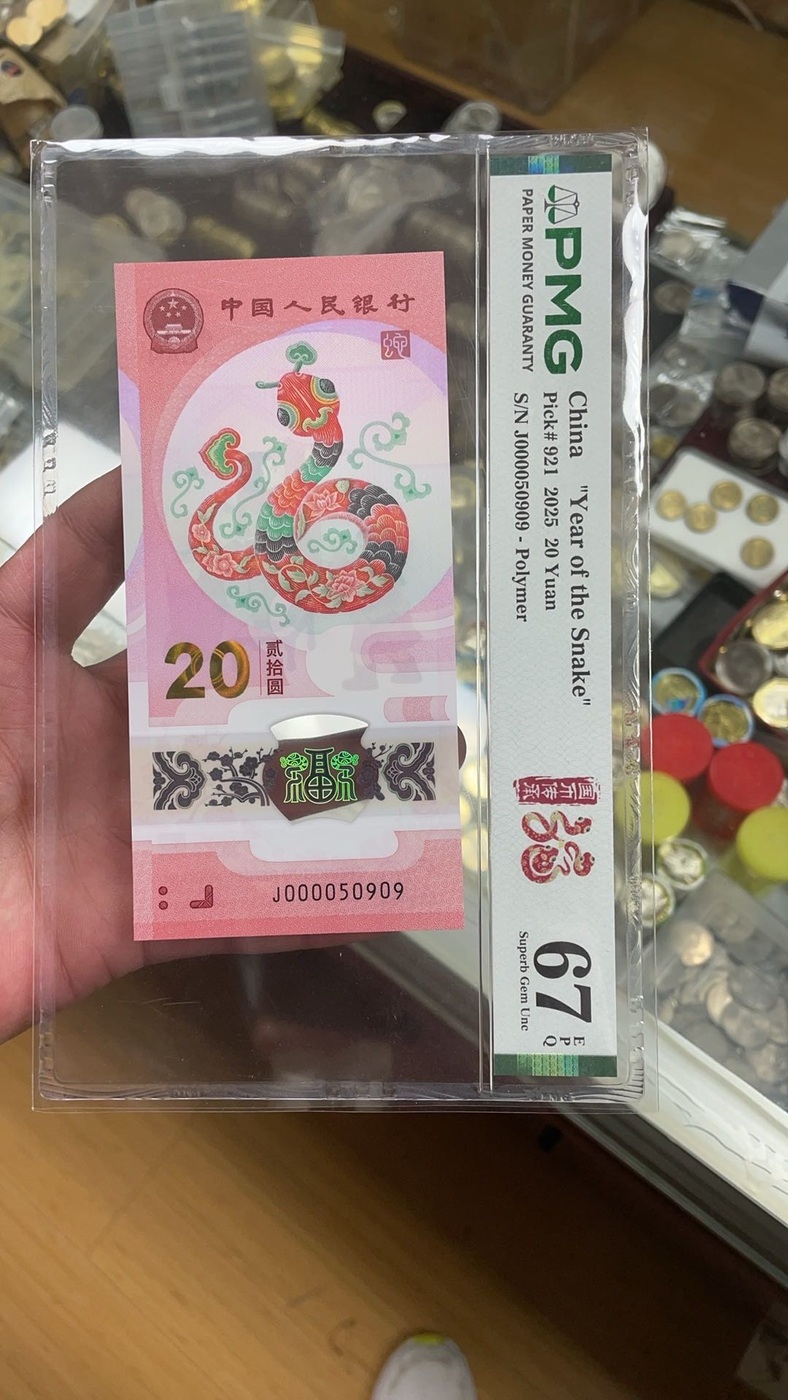 中国人民银行
20
贰拾圆
福
J000050909
PMG
PAPER MONEY GUARANTY
China "Year of the Snake"
Pick# 921 2025 20 Yuan
S/N J000050909 - Polymer
67
EPQ
Superb Gem Unc